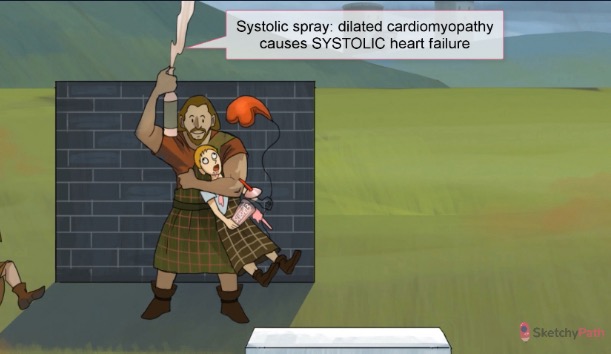 Systolic spray: dilated cardiomyopathy
causes SYSTOLIC heart failure
SketchyPath